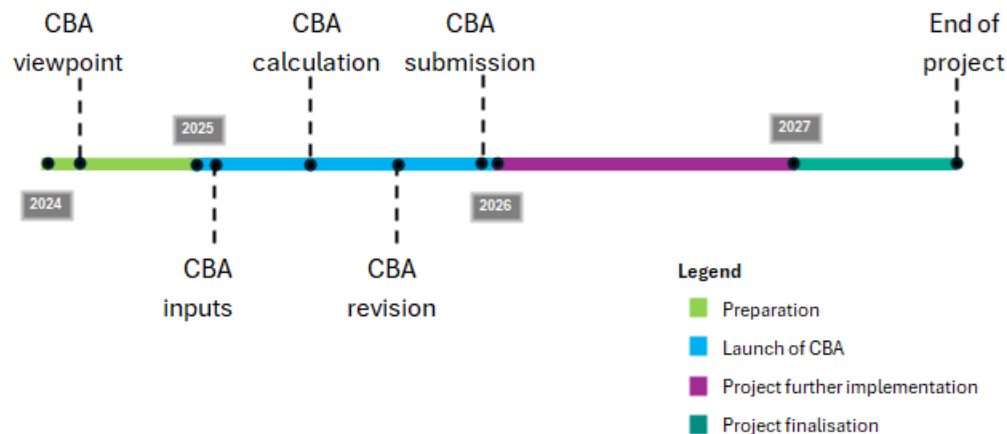 CBA
viewpoint
CBA
calculation
CBA
submission
End of
project
2025
2027
2024
2026
CBA
inputs
CBA
revision
Legend
Preparation
Launch of CBA
Project further implementation
Project finalisation